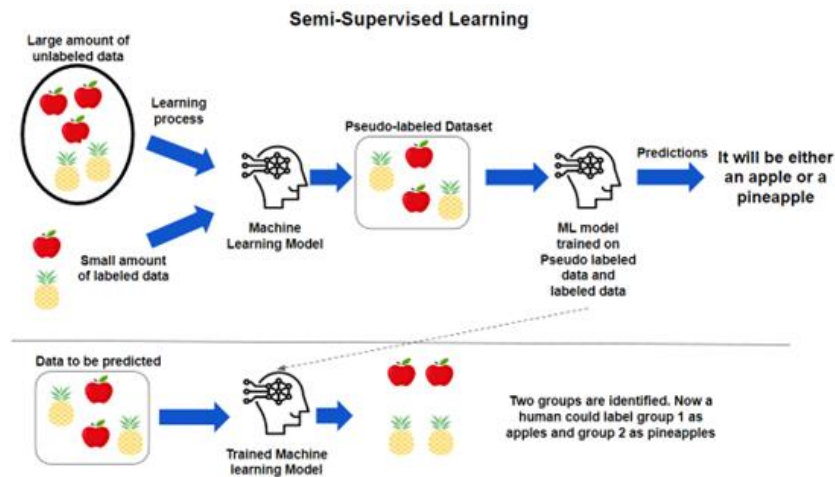 Semi-Supervised Learning
Large amount of
unlabeled data
Learning
process
Machine
Learning Model
Small amount
of labeled data
Pseudo-labeled Dataset
ML model
trained on
Pseudo labeled
data and
labeled data
Predictions
It will be either
an apple or a
pineapple
Data to be predicted
Trained Machine
learning Model
Two groups are identified. Now a
human could label group 1 as
apples and group 2 as pineapples